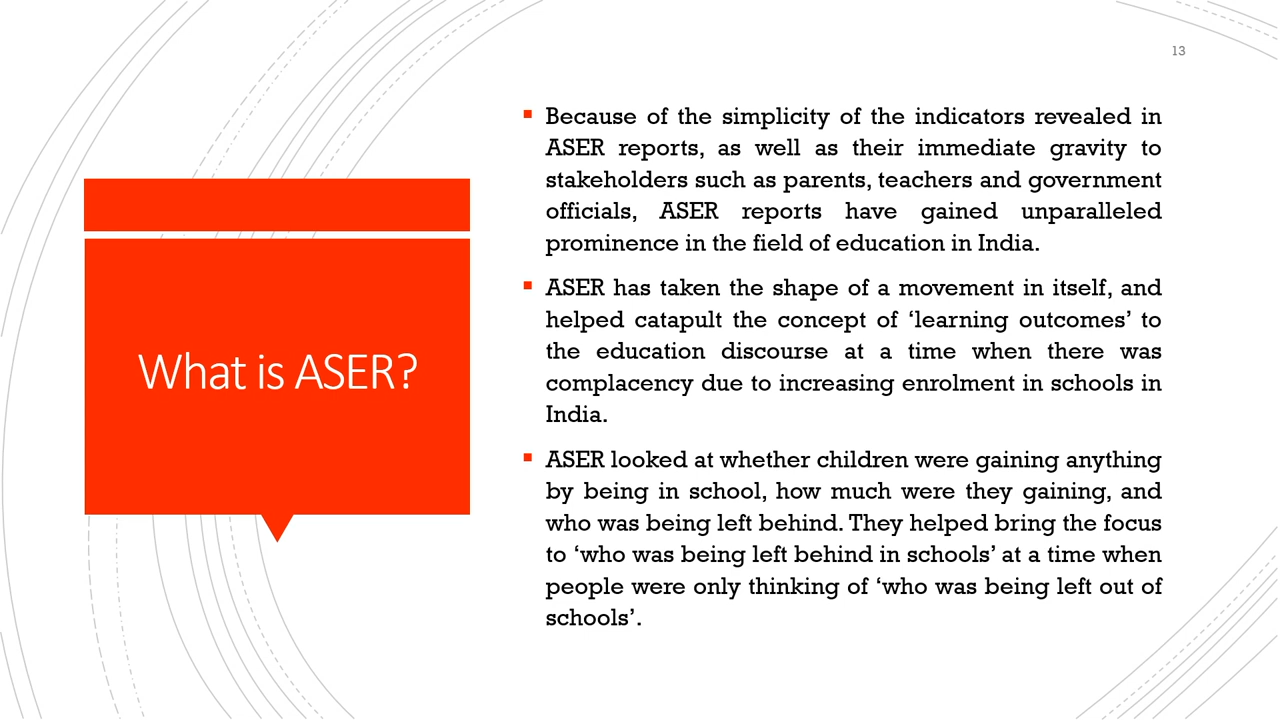 13
What is ASER?
▪ Because of the simplicity of the indicators revealed in
ASER reports, as well as their immediate gravity to
stakeholders such as parents, teachers and government
officials, ASER reports have gained unparalleled
prominence in the field of education in India.
▪ ASER has taken the shape of a movement in itself, and
helped catapult the concept of ‘learning outcomes’ to
the education discourse at a time when there was
complacency due to increasing enrolment in schools in
India.
▪ ASER looked at whether children were gaining anything
by being in school, how much were they gaining, and
who was being left behind. They helped bring the focus
to ‘who was being left behind in schools’ at a time when
people were only thinking of ‘who was being left out of
schools’.